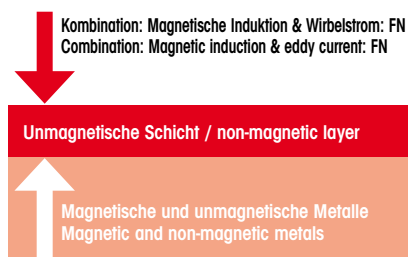 Kombination: Magnetische Induktion & Wirbelstrom: FN
Combination: Magnetic induction & eddy current: FN
Unmagnetische Schicht / non-magnetic layer
Magnetische und unmagnetische Metalle
Magnetic and non-magnetic metals